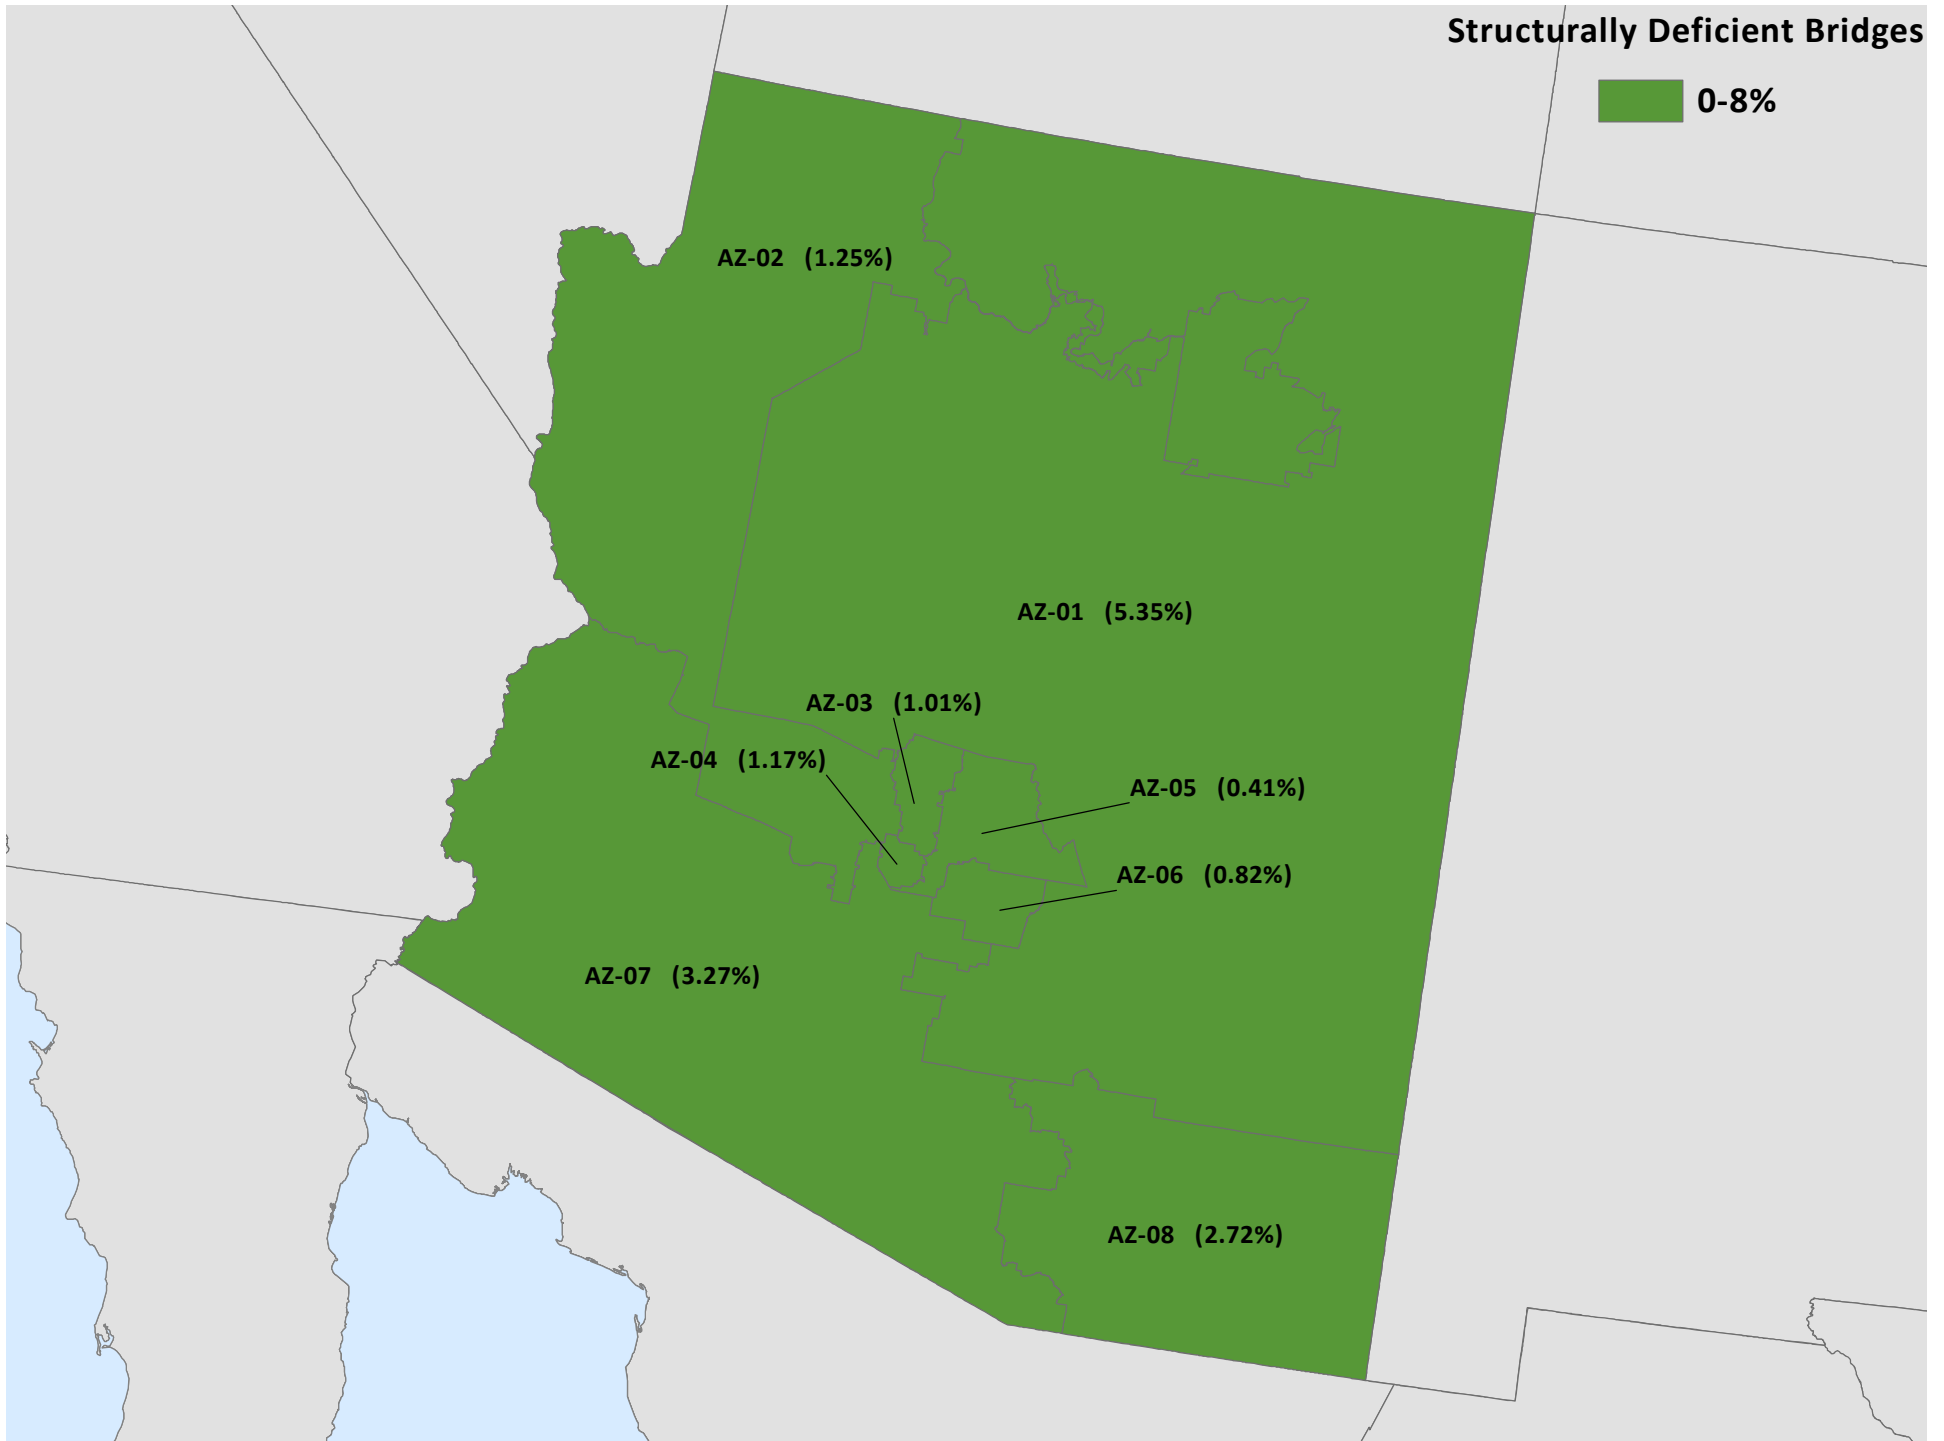 Structurally Deficient Bridges
0-8%
AZ-02 (1.25%)
AZ-01 (5.35%)
AZ-03 (1.01%)
AZ-04 (1.17%)
AZ-05 (0.41%)
AZ-06 (0.82%)
AZ-07 (3.27%)
AZ-08 (2.72%)